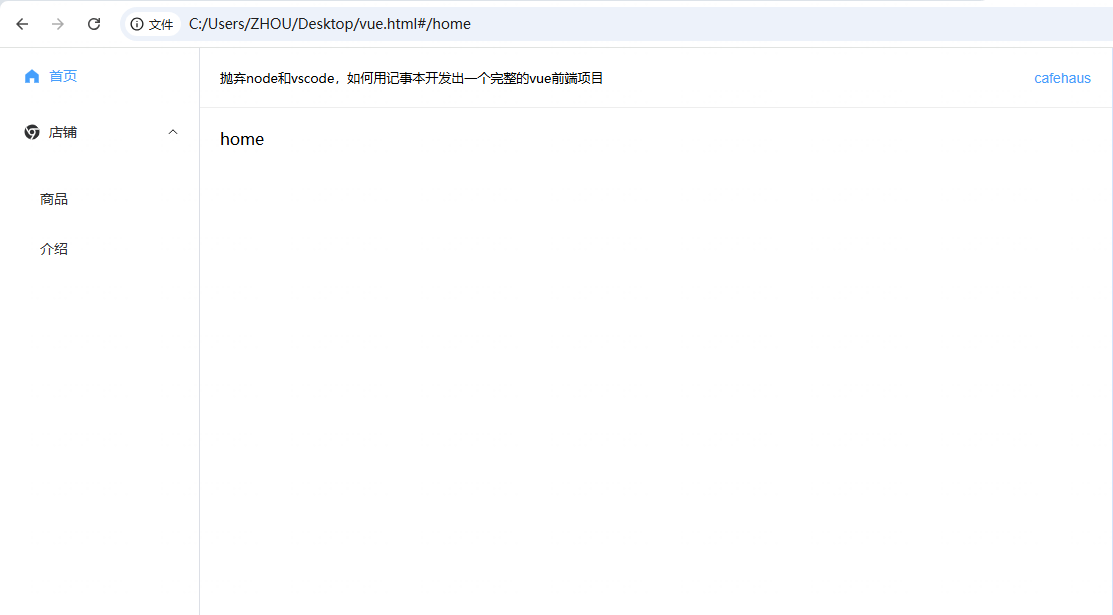 文件 C:/Users/ZHOU/Desktop/vue.html#/home
首页
抛弃node和vscode，如何用记事本开发出一个完整的vue前端项目 cafehaus
店铺
home
商品
介绍